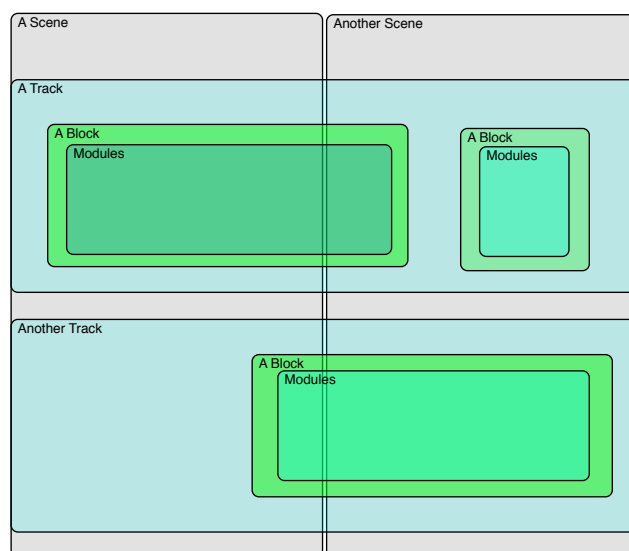 A Scene
Another Scene
A Track
A Block
Modules
A Block
Modules
Another Track
A Block
Modules